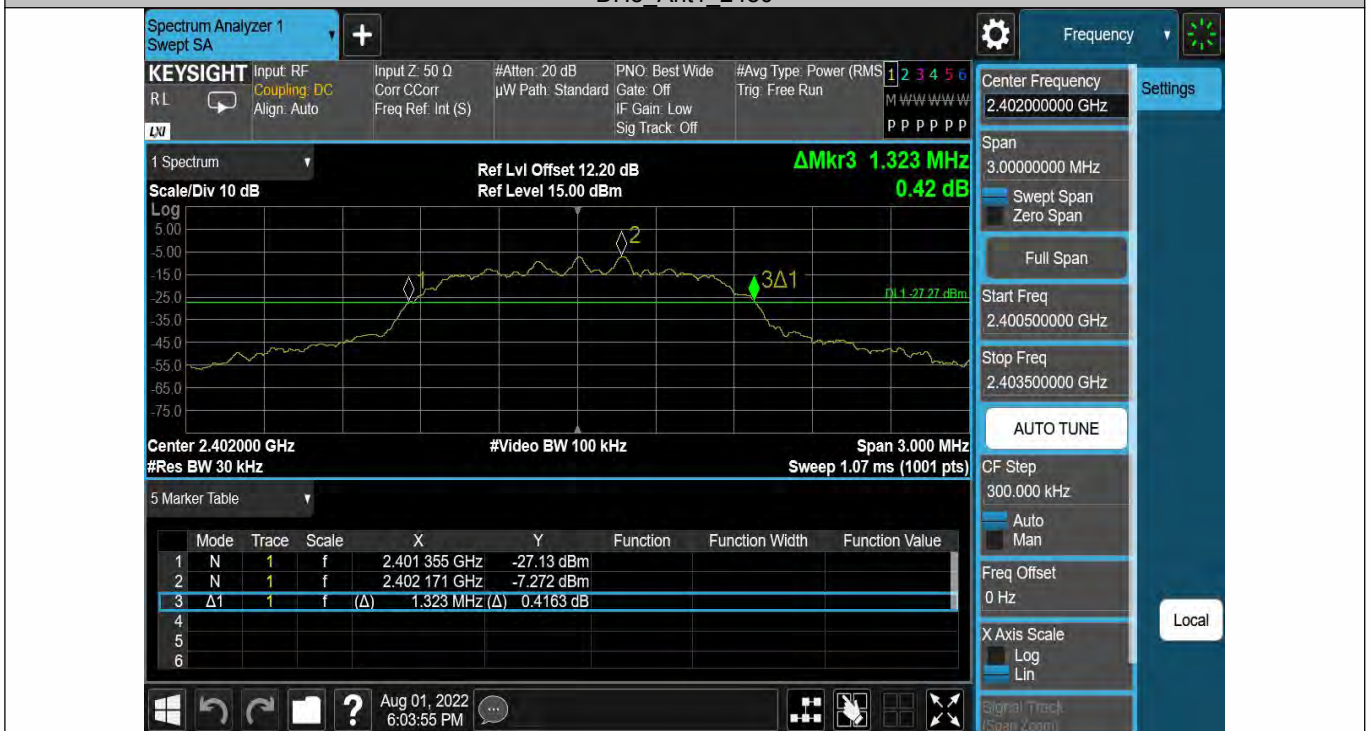 Spectrum Analyzer 1
Swept SA
+
Frequency
KEYSIGHT
RL
LXI
Input: RF
Coupling: DC
Align: Auto
Input Z: 50 Ω
Corr CCorr
Freq Ref: Int (S)
#Atten: 20 dB
µW Path: Standard
PNO: Best Wide
Gate: Off
IF Gain: Low
Sig Track: Off
#Avg Type: Power (RMS
Trig: Free Run
1 2 3 4 5 6
M W W W W W
P P P P P P
Center Frequency
2.402000000 GHz
Settings
1 Spectrum
Scale/Div 10 dB
Ref Lvl Offset 12.20 dB
Ref Level 15.00 dBm
ΔMkr3 1.323 MHz
0.42 dB
Span
3.00000000 MHz
Swept Span
Zero Span
Full Span
Log
5.00
-5.00
-15.0
-25.0
-35.0
-45.0
-55.0
-65.0
-75.0
1
2
3Δ1
DL1 -27.27 dBm
Start Freq
2.400500000 GHz
Stop Freq
2.403500000 GHz
AUTO TUNE
Center 2.402000 GHz
#Res BW 30 kHz
#Video BW 100 kHz
Span 3.000 MHz
Sweep 1.07 ms (1001 pts)
CF Step
300.000 kHz
Auto
Man
5 Marker Table
Mode Trace Scale X Y Function Function Width Function Value
1 N 1 f 2.401 355 GHz -27.13 dBm
2 N 1 f 2.402 171 GHz -7.272 dBm
3 Δ1 1 f (Δ) 1.323 MHz (Δ) 0.4163 dB
4
5
6
Freq Offset
0 Hz
X Axis Scale
Log
Lin
Local
Signal Track
(Span Zoom)
?
Aug 01, 2022
6:03:55 PM